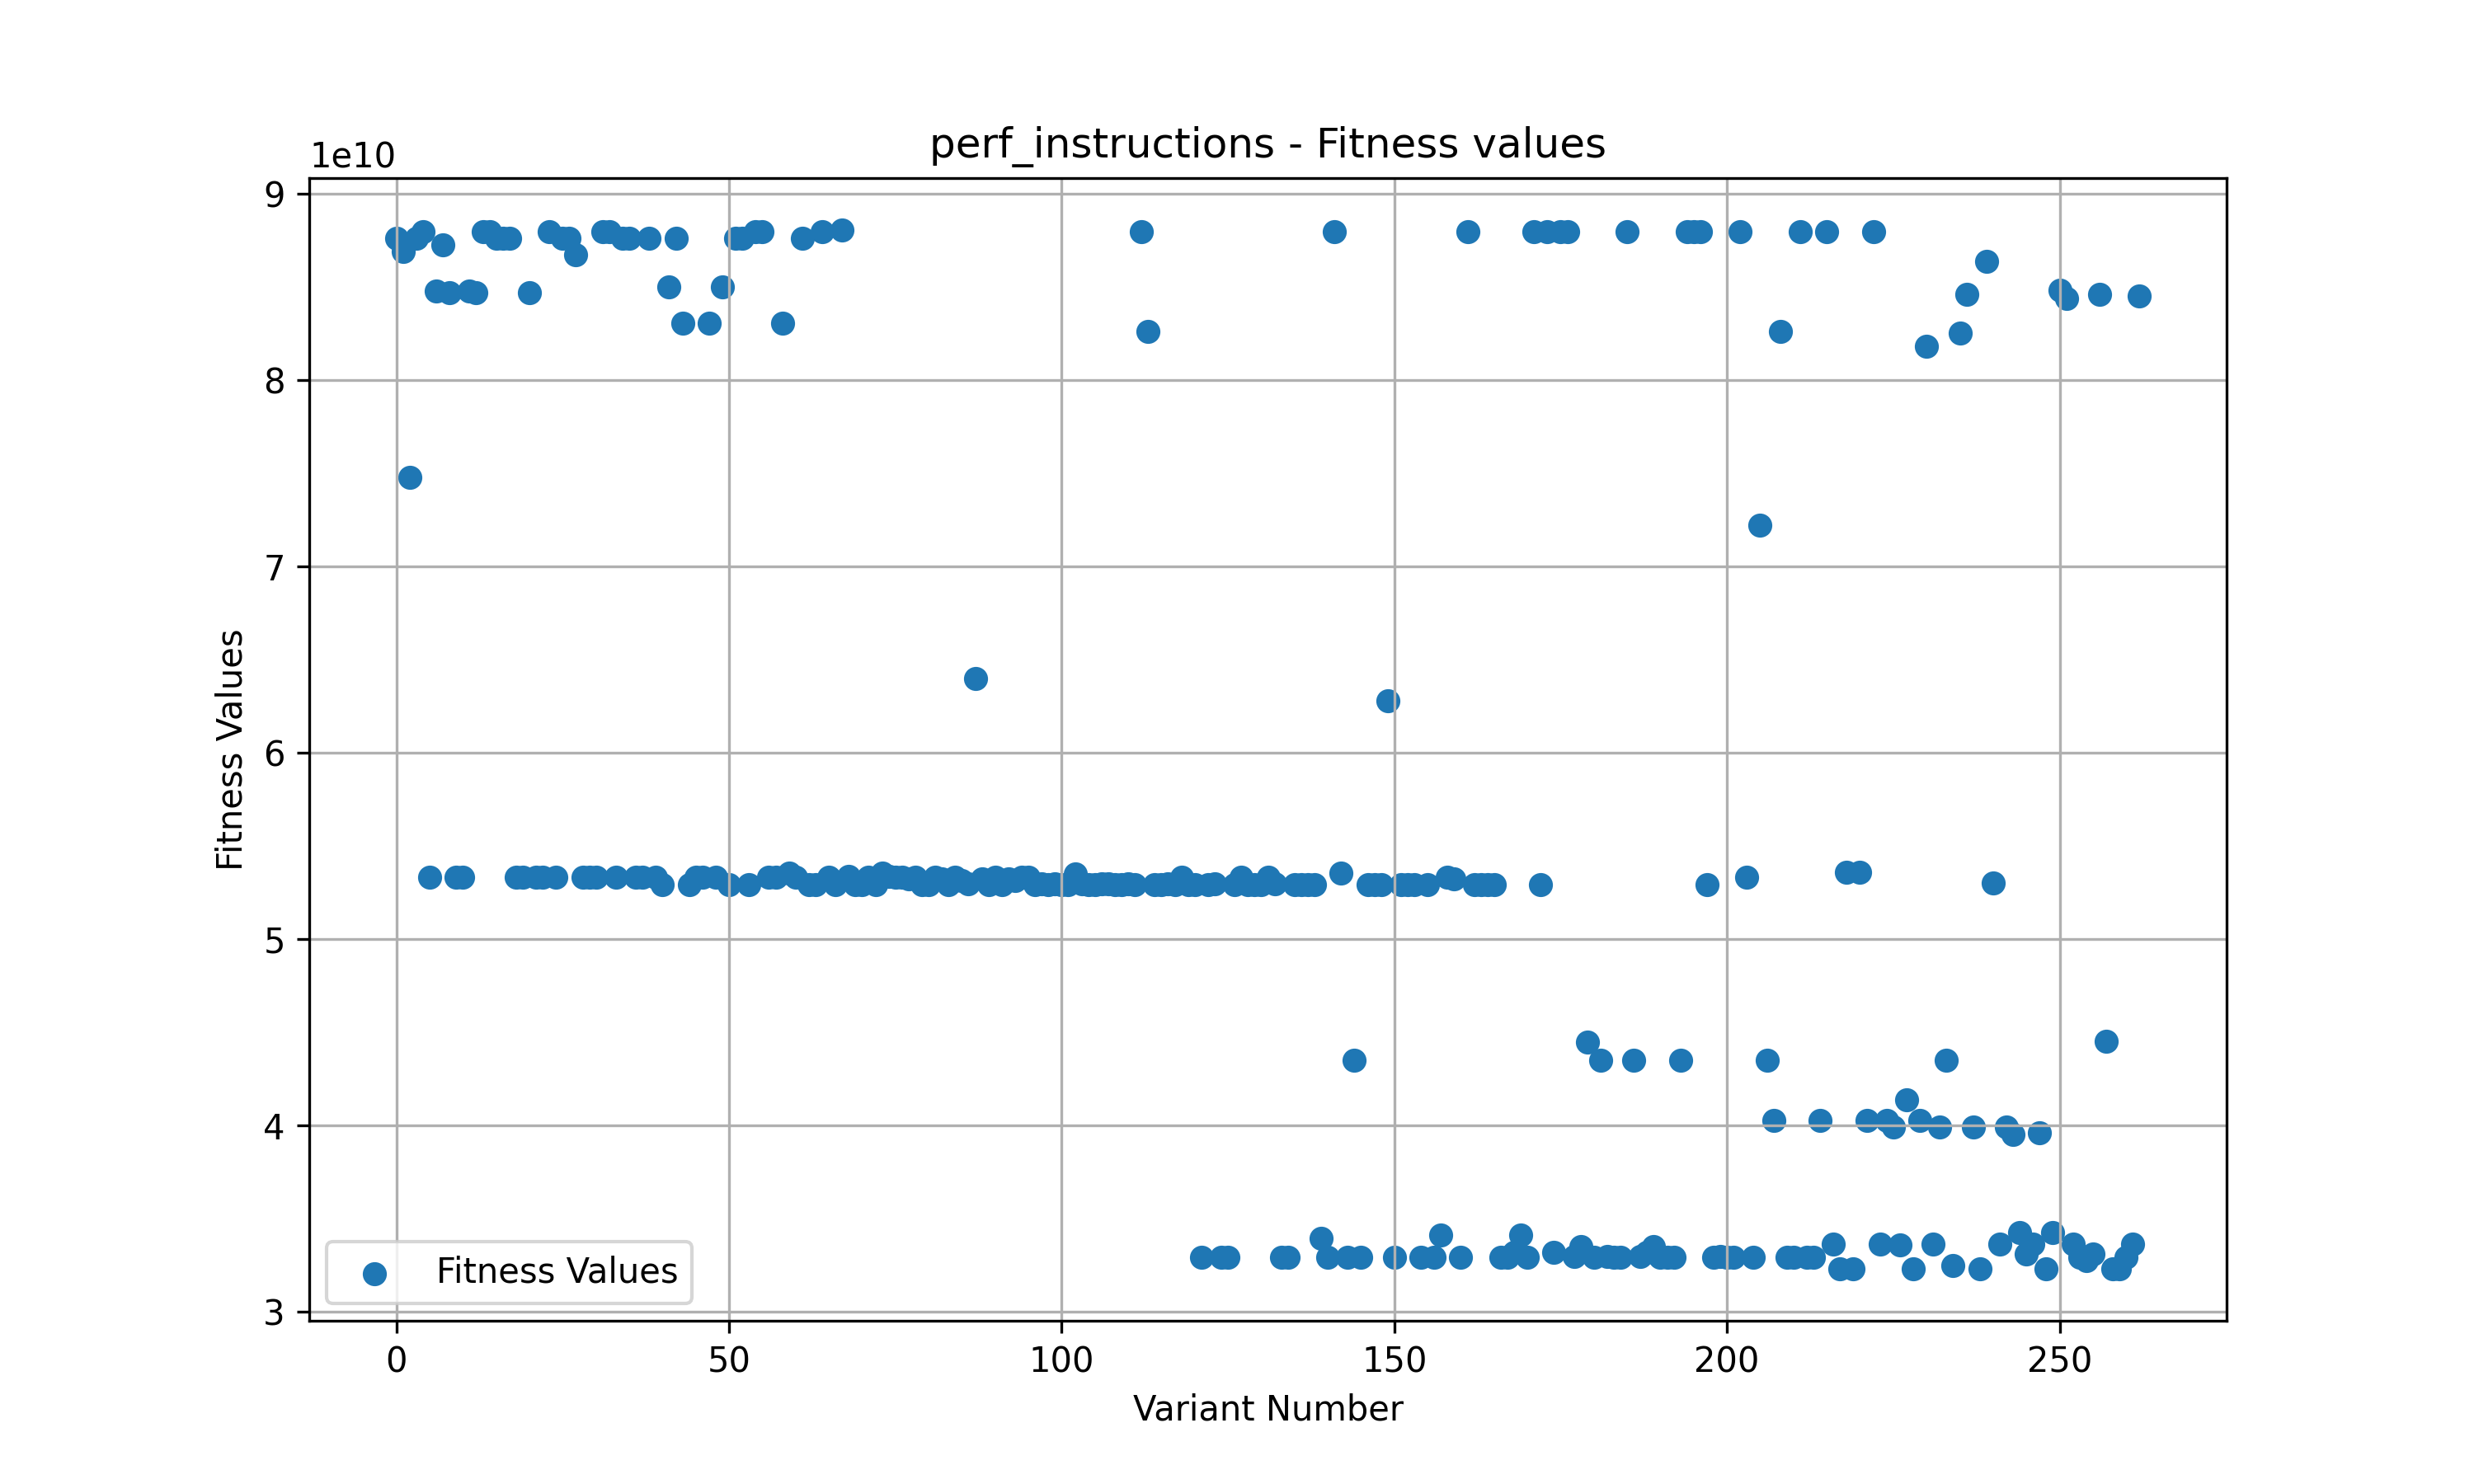 perf_instructions - Fitness values
1e10
9
8
7
6
5
4
3
Fitness Values
Fitness Values
0 50 100 150 200 250
Variant Number